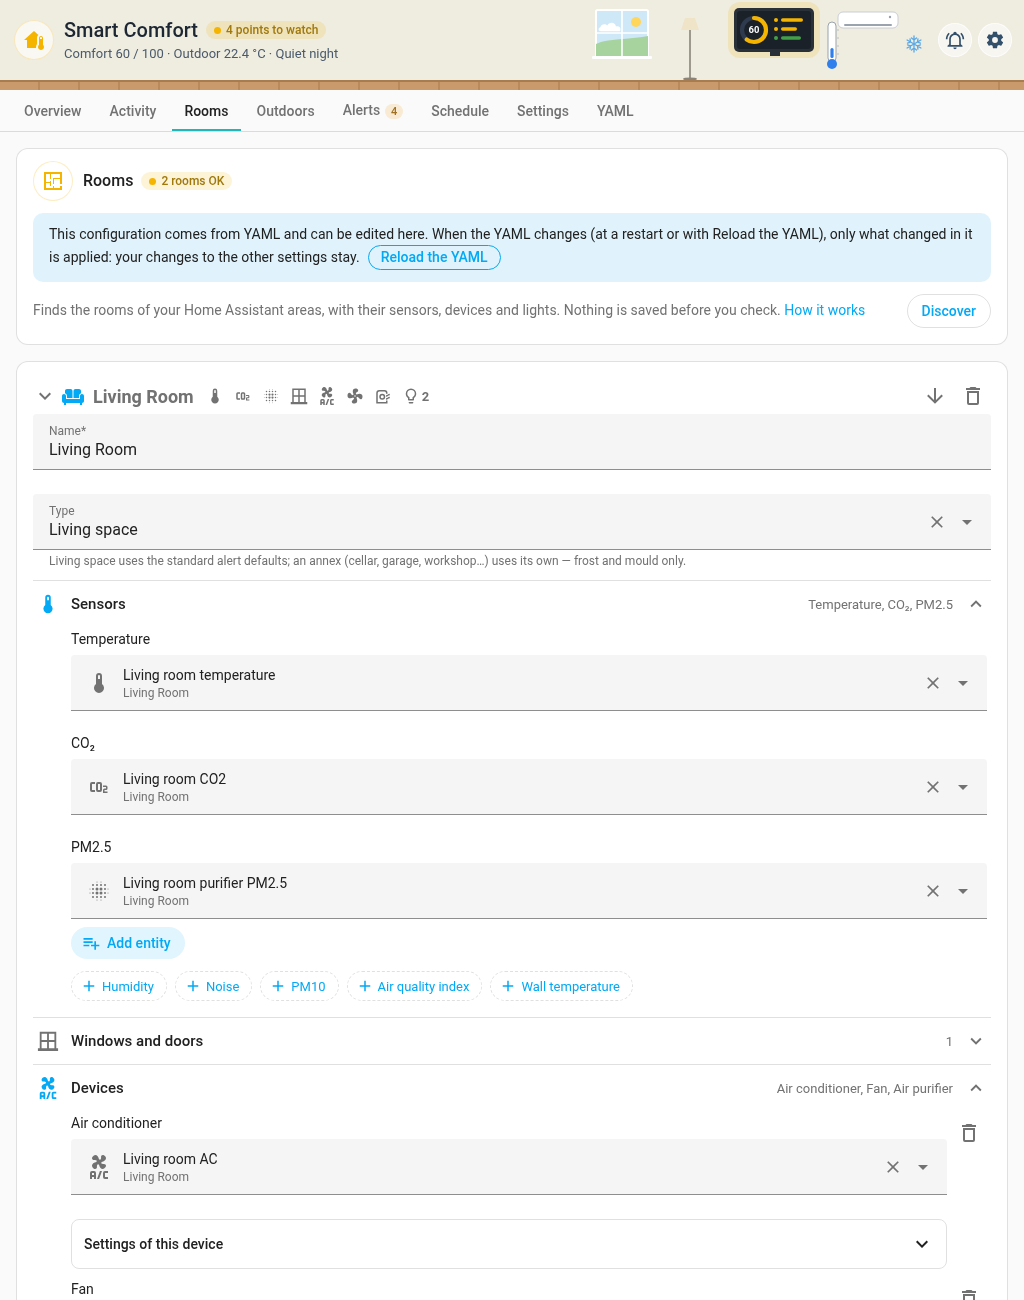 Smart Comfort
4 points to watch
Comfort 60 / 100 · Outdoor 22.4 °C · Quiet night
60
Overview
Activity
Rooms
Outdoors
Alerts 4
Schedule
Settings
YAML
Rooms
2 rooms OK
This configuration comes from YAML and can be edited here. When the YAML changes (at a restart or with Reload the YAML), only what changed in it
is applied: your changes to the other settings stay. Reload the YAML
Finds the rooms of your Home Assistant areas, with their sensors, devices and lights. Nothing is saved before you check. How it works
Discover
Living Room
CO₂
A/C
2
Name*
Living Room
Type
Living space
Living space uses the standard alert defaults; an annex (cellar, garage, workshop…) uses its own — frost and mould only.
Sensors
Temperature, CO₂, PM2.5
Temperature
Living room temperature
Living Room
CO₂
CO₂
Living room CO2
Living Room
PM2.5
Living room purifier PM2.5
Living Room
Add entity
Humidity
Noise
PM10
Air quality index
Wall temperature
Windows and doors
1
A/C
Devices
Air conditioner, Fan, Air purifier
Air conditioner
A/C
Living room AC
Living Room
Settings of this device
Fan